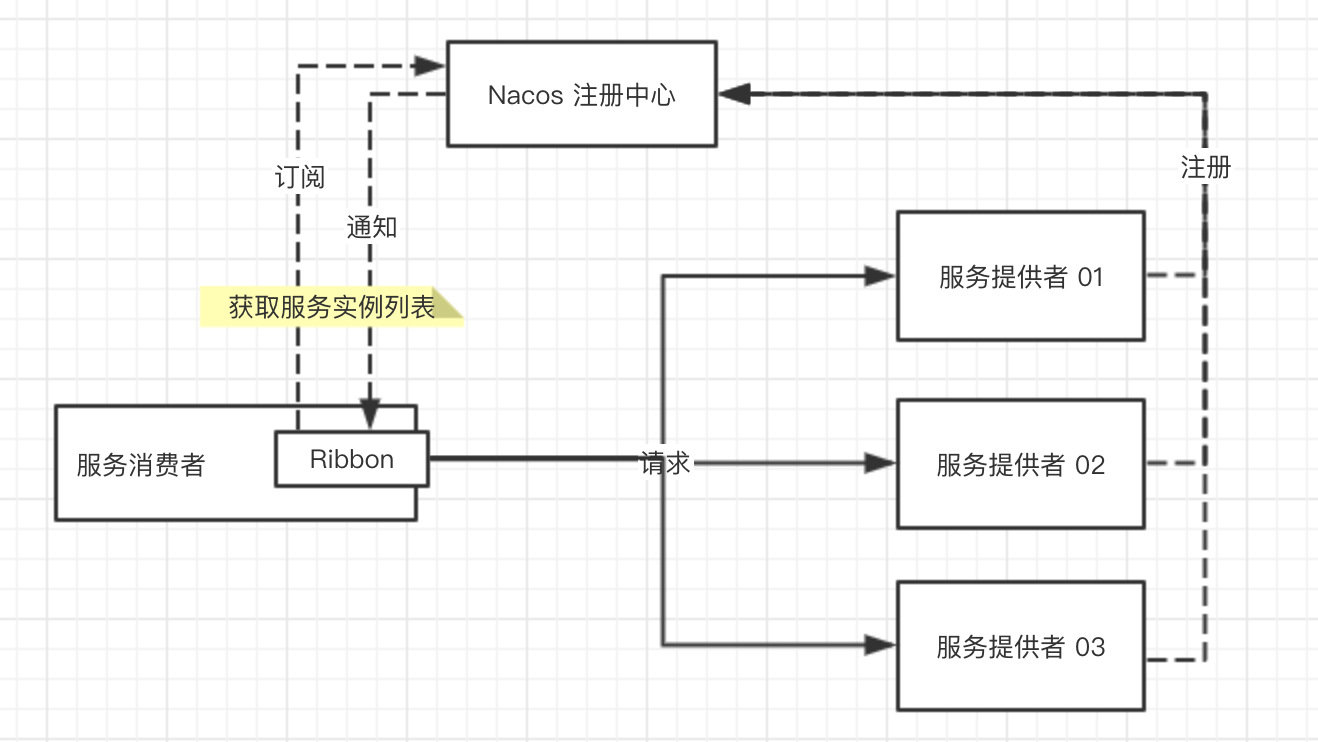 Nacos 注册中心
订阅
注册
通知
服务提供者 01
获取服务实例列表
服务消费者
Ribbon
请求
服务提供者 02
服务提供者 03